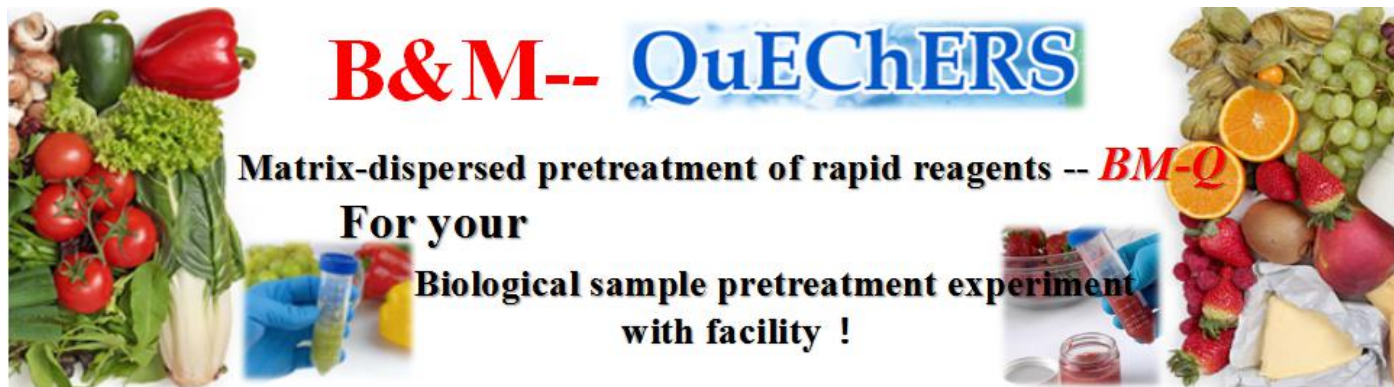 B&M-- QuEChERS
Matrix-dispersed pretreatment of rapid reagents -- BM-Q
For your
Biological sample pretreatment experiment
with facility！